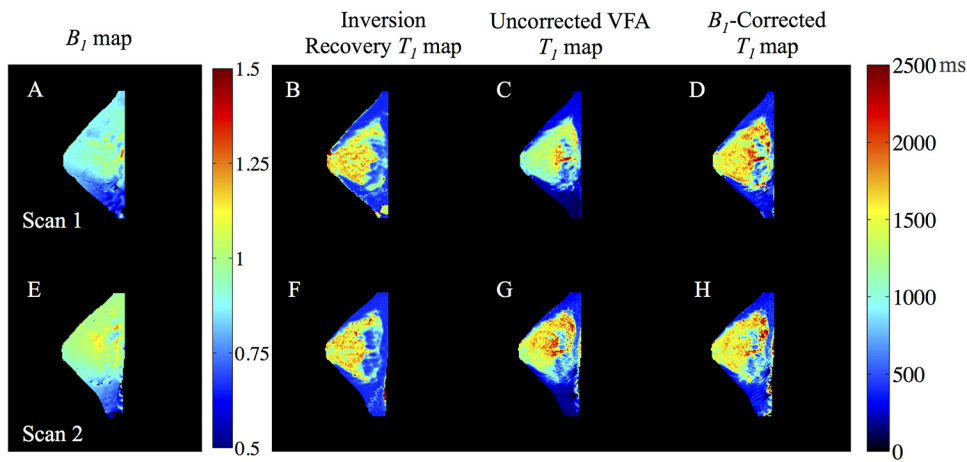 B1 map
Inversion
Recovery T1 map
Uncorrected VFA
T1 map
B1-Corrected
T1 map
A
B
C
D
Scan 1
E
F
G
H
Scan 2
1.5
1.25
1
0.75
0.5
2500 ms
2000
1500
1000
500
0